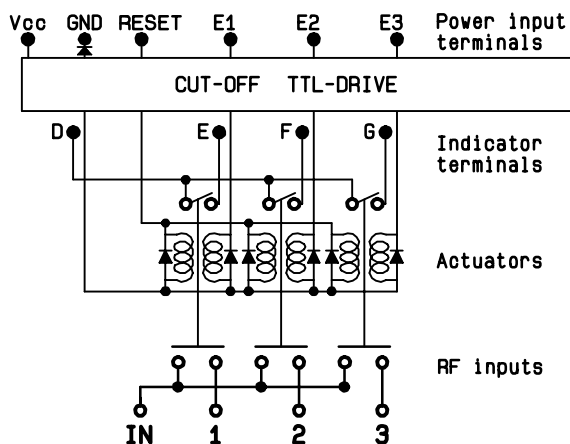 Vcc GND RESET E1 E2 E3 Power input
terminals
CUT-OFF TTL-DRIVE
D E F G Indicator
terminals
Actuators
RF inputs
IN 1 2 3